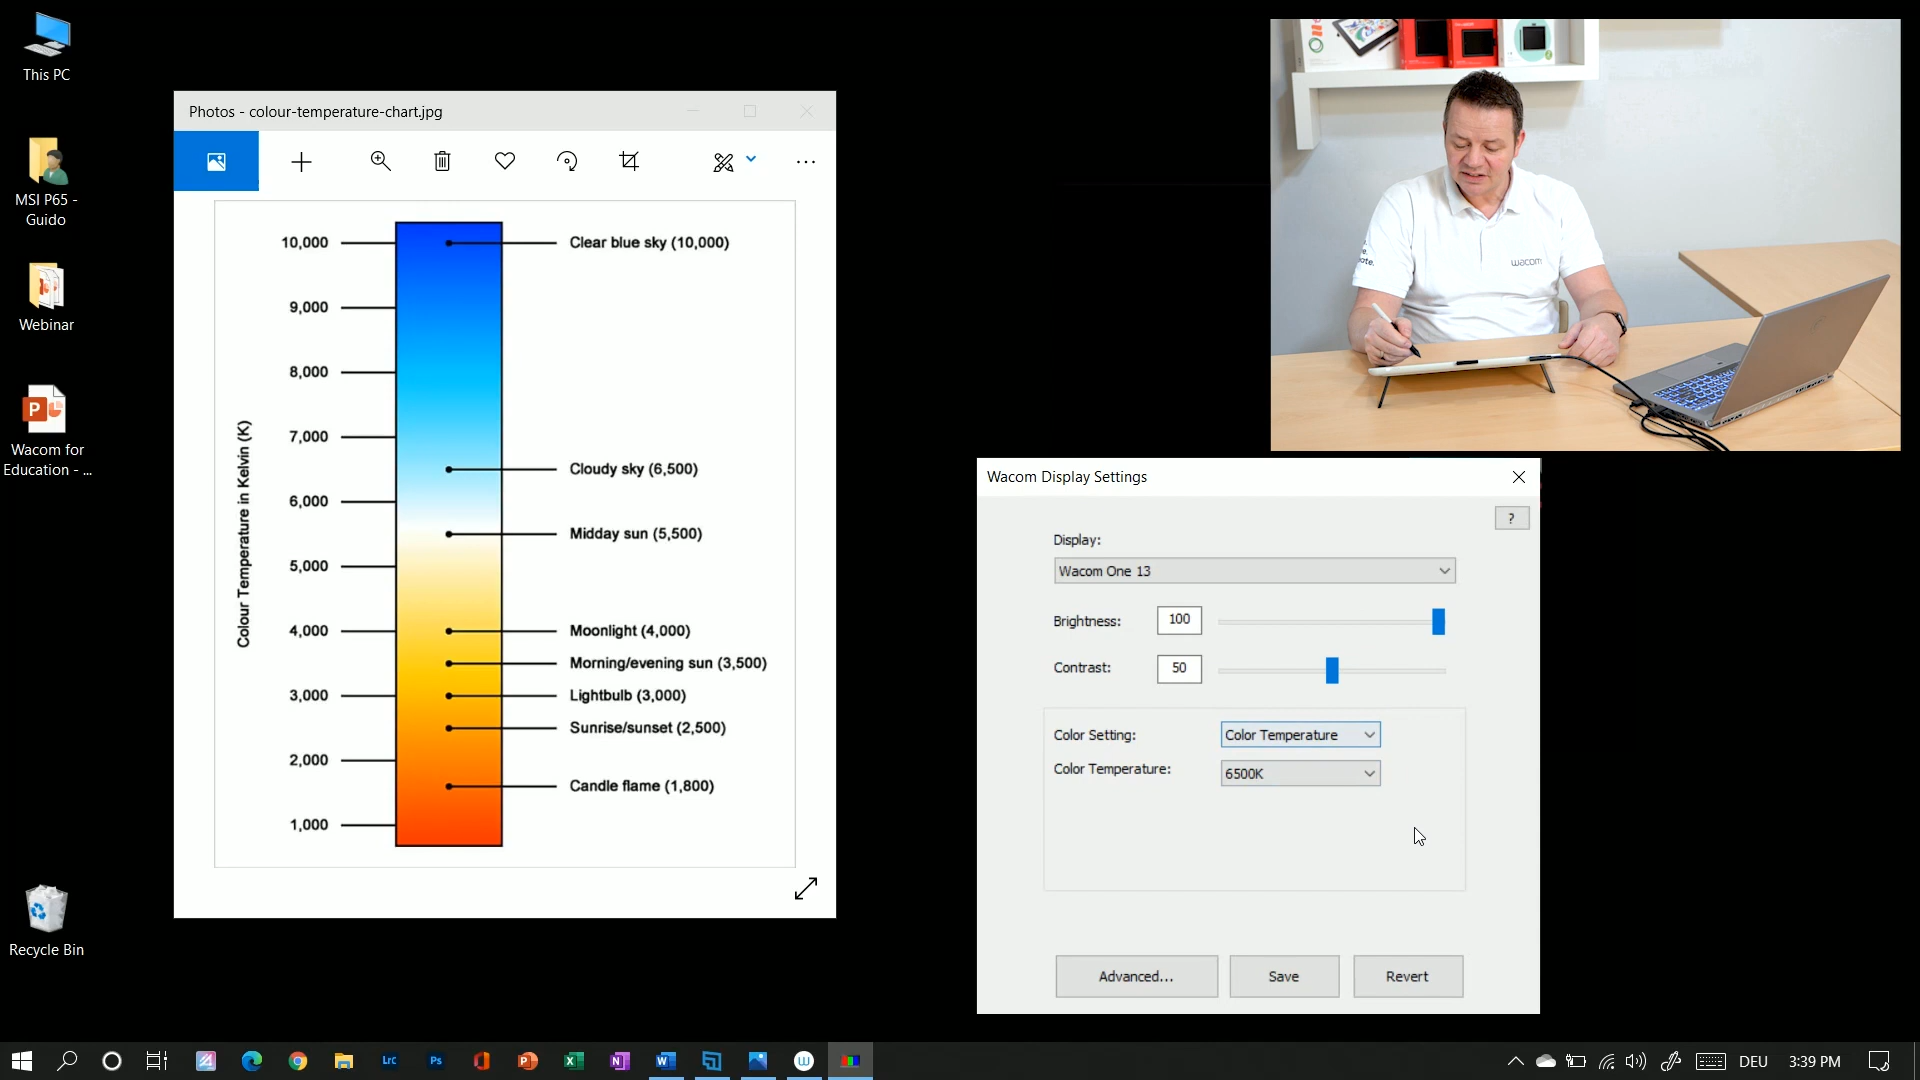 This PC
MSI P65 -
Guido
Webinar
P
Wacom for
Education - ...
Recycle Bin
Photos - colour-temperature-chart.jpg
Colour Temperature in Kelvin (K)
10,000
9,000
8,000
7,000
6,000
5,000
4,000
3,000
2,000
1,000
Clear blue sky (10,000)
Cloudy sky (6,500)
Midday sun (5,500)
Moonlight (4,000)
Morning/evening sun (3,500)
Lightbulb (3,000)
Sunrise/sunset (2,500)
Candle flame (1,800)
wacom
Wacom Display Settings
?
Display:
Wacom One 13
Brightness: 100
Contrast: 50
Color Setting: Color Temperature
Color Temperature: 6500K
Advanced...
Save
Revert
LrC
Ps
DEU
3:39 PM